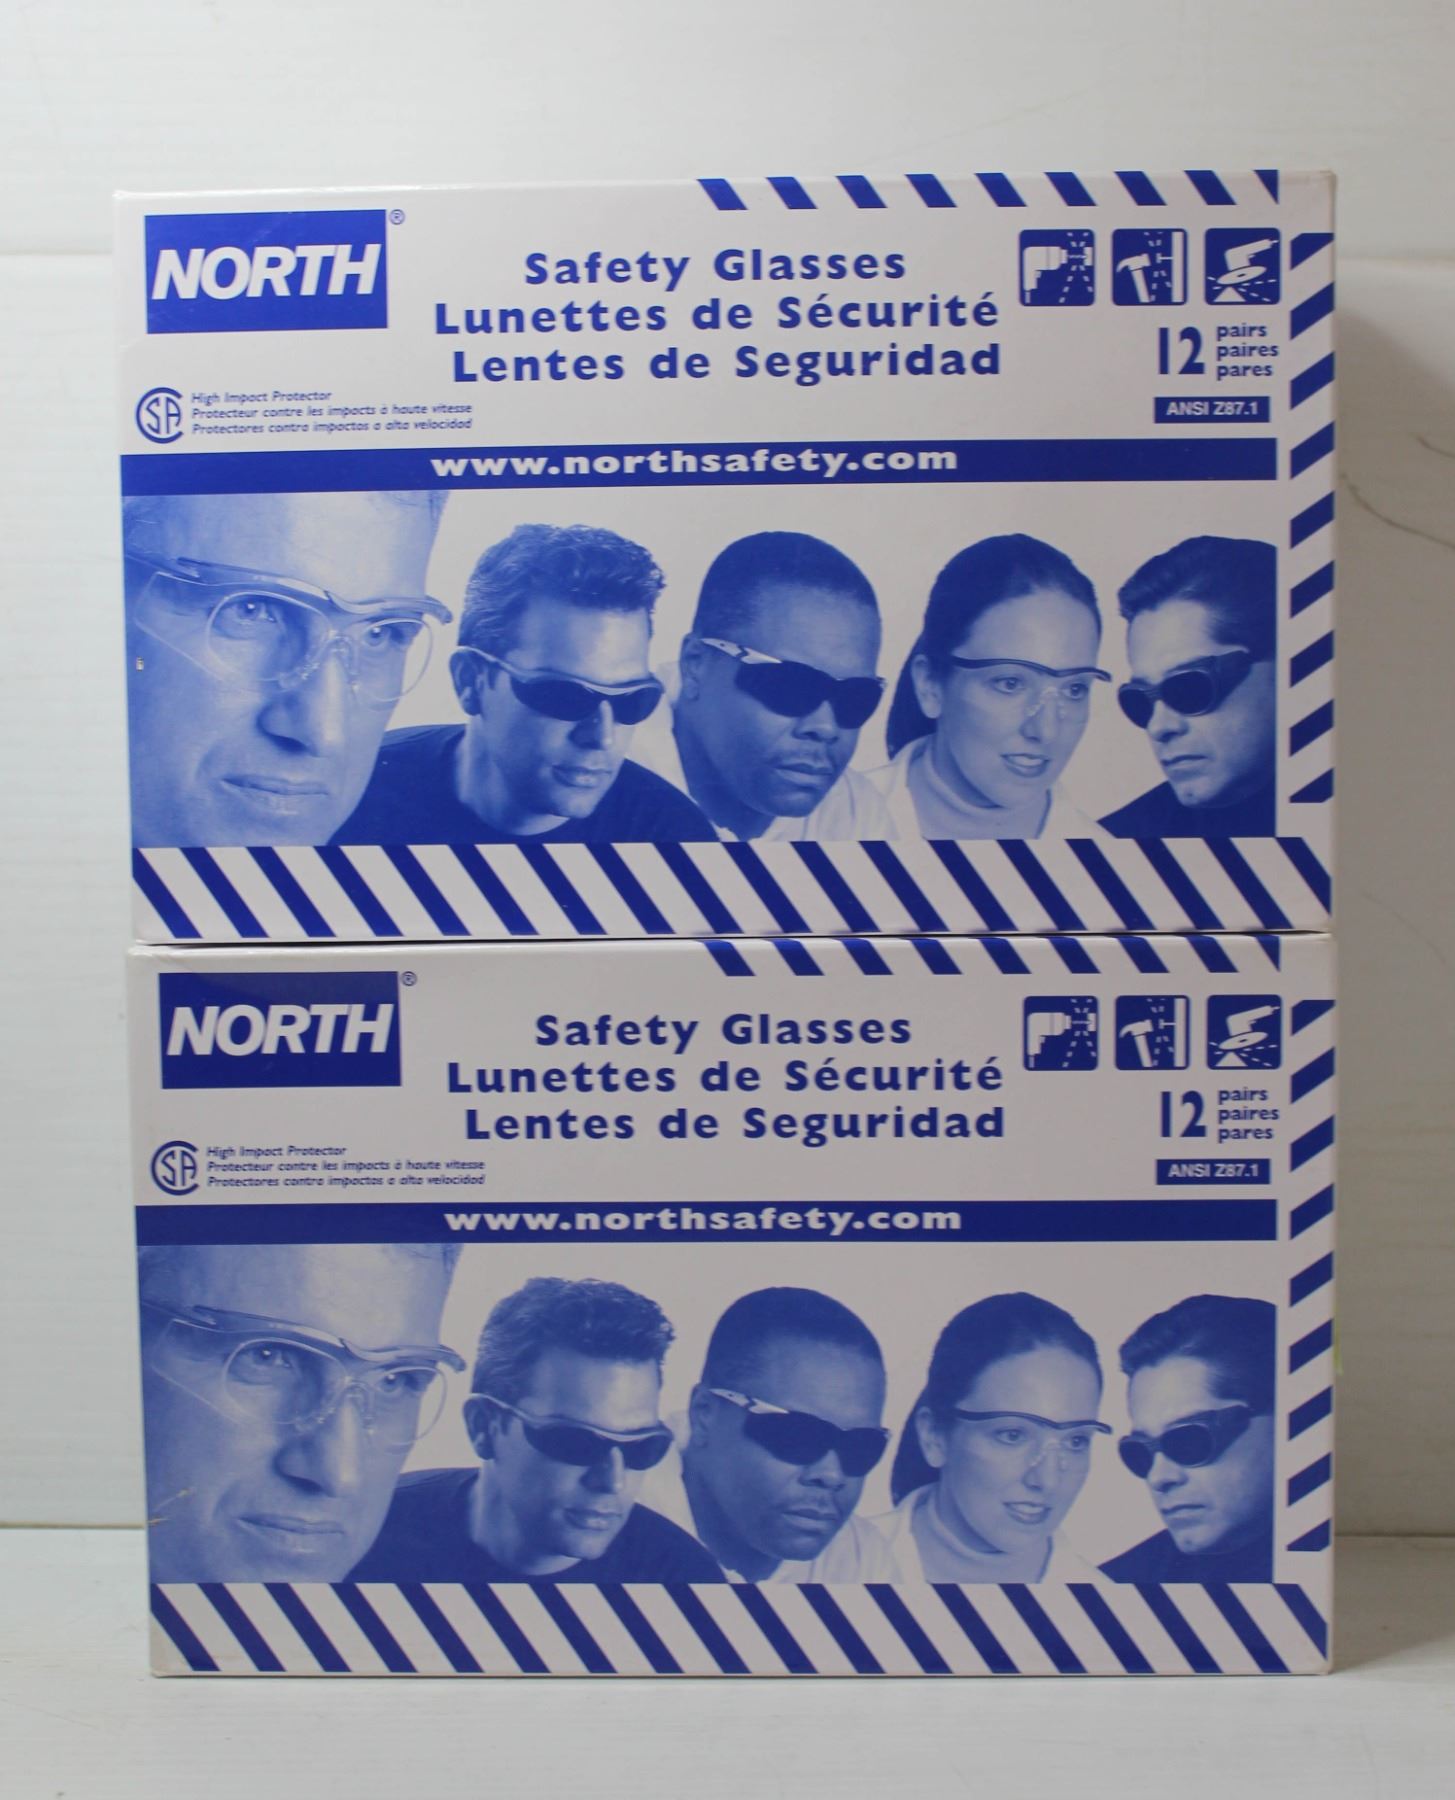 NORTH®
Safety Glasses
Lunettes de Sécurité
Lentes de Seguridad
12 pairs
paires
pares
ANSI Z87.1
CSA High Impact Protector
Protecteur contre les impacts à haute vitesse
Protectores contra impactos a alta velocidad
www.northsafety.com
NORTH®
Safety Glasses
Lunettes de Sécurité
Lentes de Seguridad
12 pairs
paires
pares
ANSI Z87.1
CSA High Impact Protector
Protecteur contre les impacts à haute vitesse
Protectores contra impactos a alta velocidad
www.northsafety.com